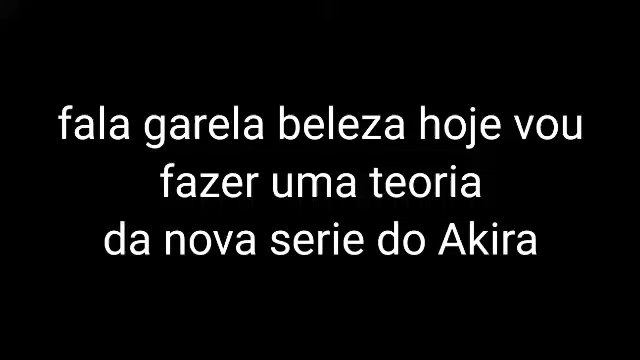 fala garela beleza hoje vou
fazer uma teoria
da nova serie do Akira